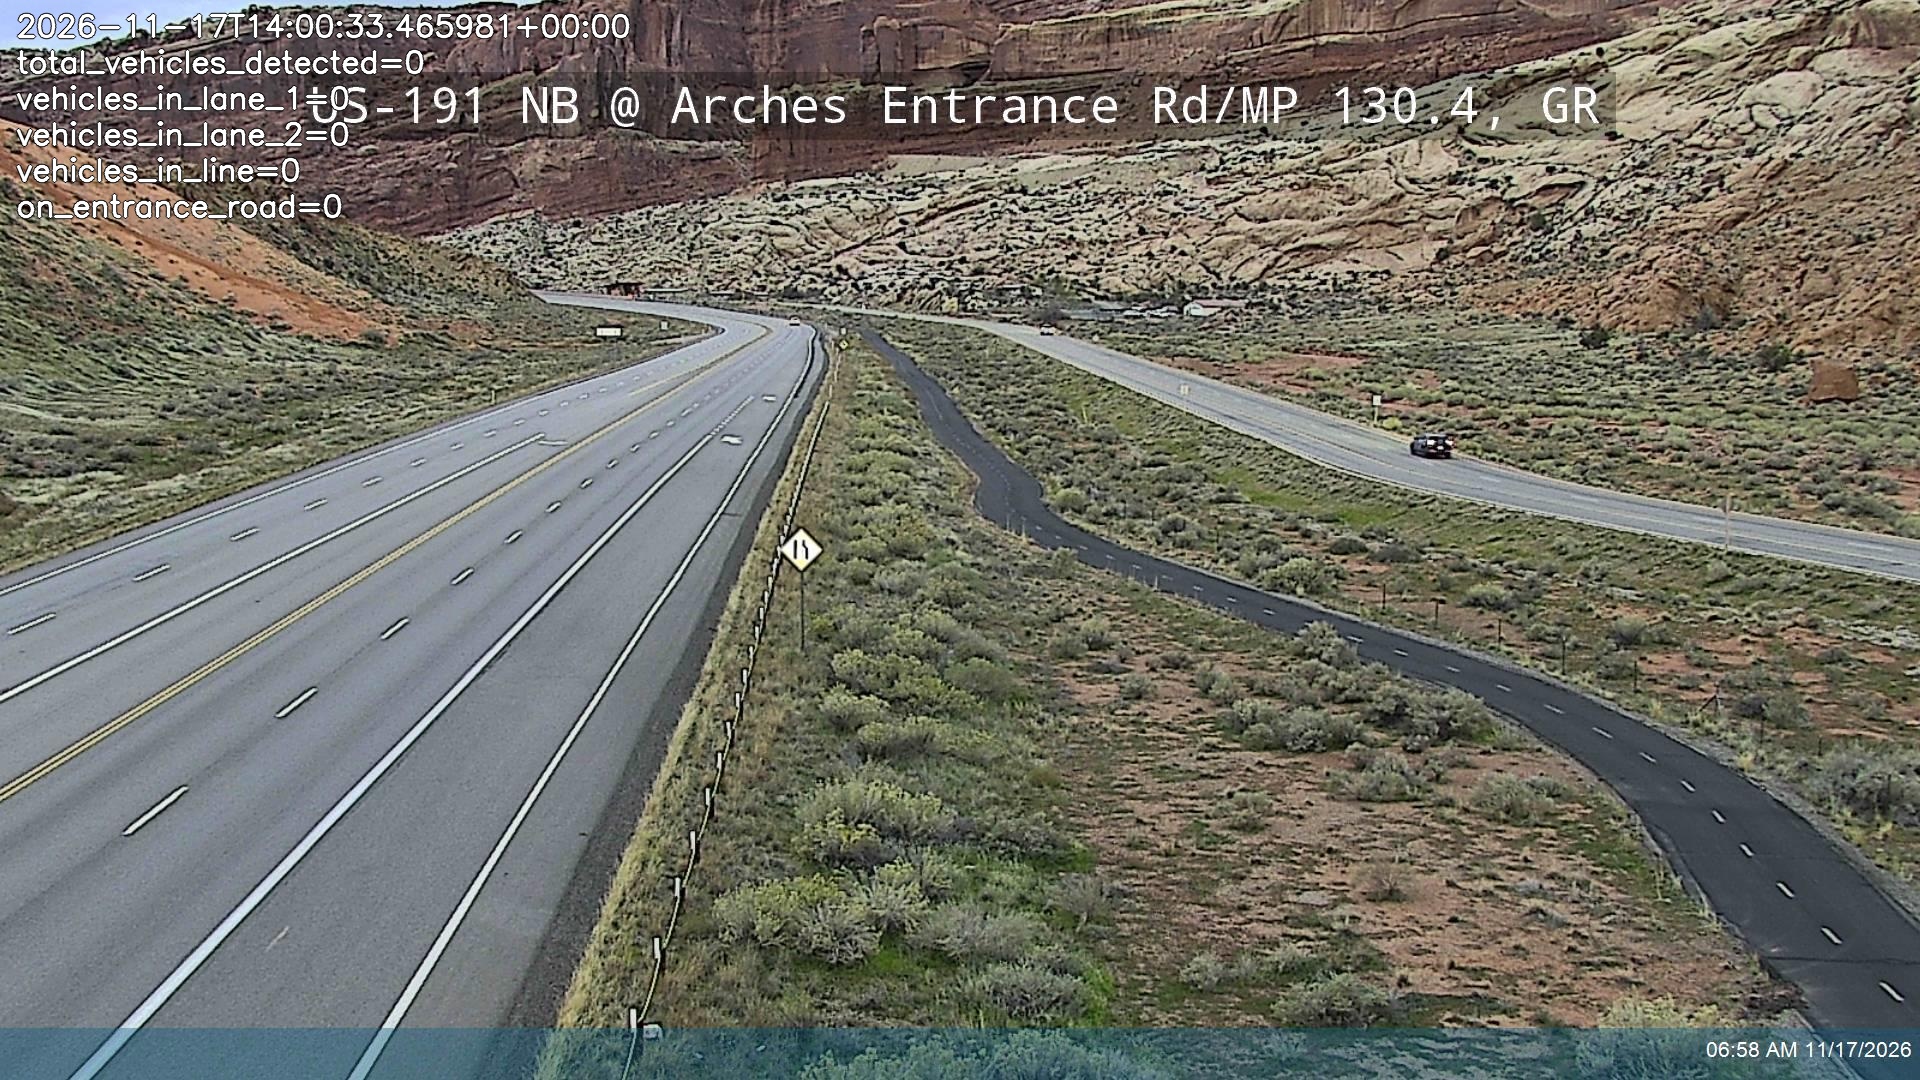 2026-11-17T14:00:33.465981+00:00
total_vehicles_detected=0
vehicles_in_lane_1=0
US-191 NB @ Arches Entrance Rd/MP 130.4, GR
vehicles_in_lane_2=0
vehicles_in_line=0
on_entrance_road=0
06:58 AM 11/17/2026